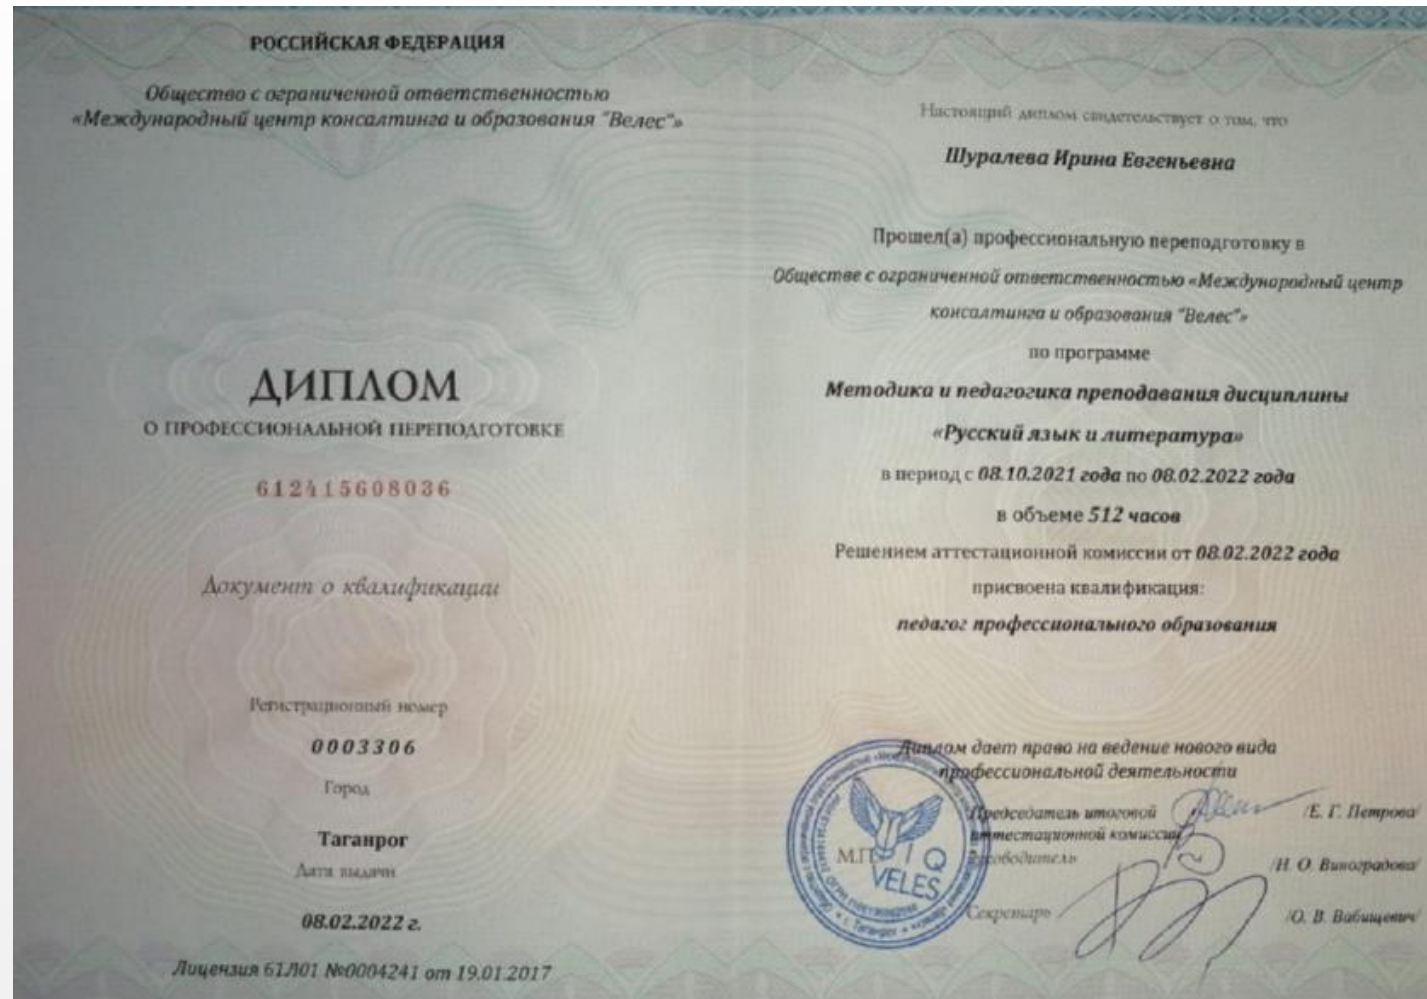 РОССИЙСКАЯ ФЕДЕРАЦИЯ
Общество с ограниченной ответственностью
«Международный центр консалтинга и образования "Велес"»
ДИПЛОМ
О ПРОФЕССИОНАЛЬНОЙ ПЕРЕПОДГОТОВКЕ
612415608036
Документ о квалификации
Регистрационный номер
0003306
Город
Таганрог
Дата выдачи
08.02.2022 г.
Лицензия 61Л01 №0004241 от 19.01.2017
Настоящий диплом свидетельствует о том, что
Шуралева Ирина Евгеньевна
Прошел(а) профессиональную переподготовку в
Обществе с ограниченной ответственностью «Международный центр
консалтинга и образования "Велес"»
по программе
Методика и педагогика преподавания дисциплины
«Русский язык и литература»
в период с 08.10.2021 года по 08.02.2022 года
в объеме 512 часов
Решением аттестационной комиссии от 08.02.2022 года
присвоена квалификация:
педагог профессионального образования
Диплом дает право на ведение нового вида
профессиональной деятельности
Председатель итоговой
аттестационной комиссии
/Е. Г. Петрова/
М.П.
Руководитель
/Н. О. Виноградова/
IQ
VELES
Секретарь
/О. В. Вабищевич/
г. Таганрог